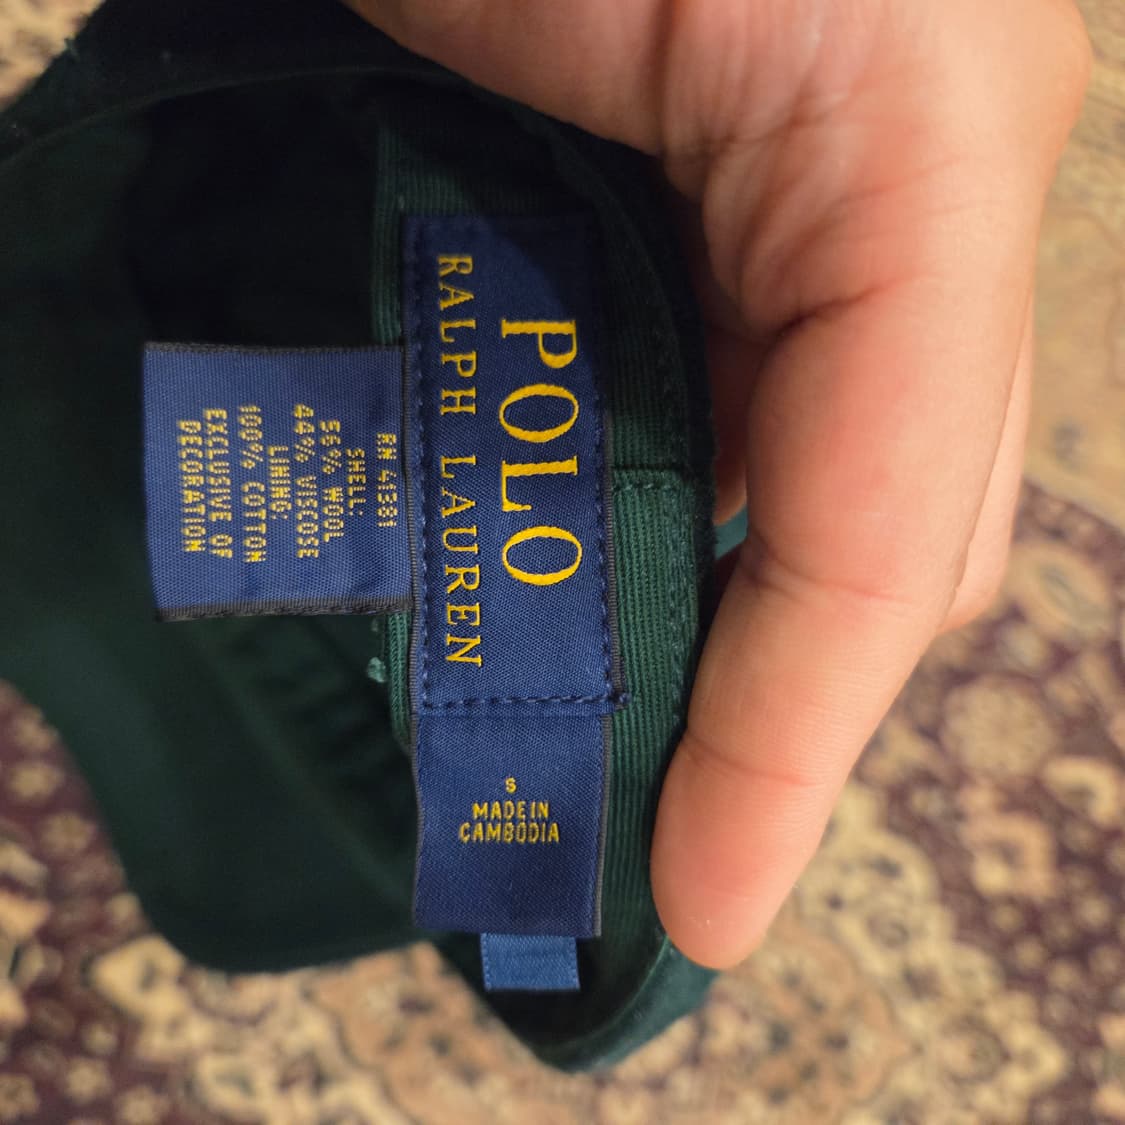 POLO
RALPH LAUREN
S
MADE IN
CAMBODIA
RN 41381
SHELL:
56% WOOL
44% VISCOSE
LINING:
100% COTTON
EXCLUSIVE OF
DECORATION